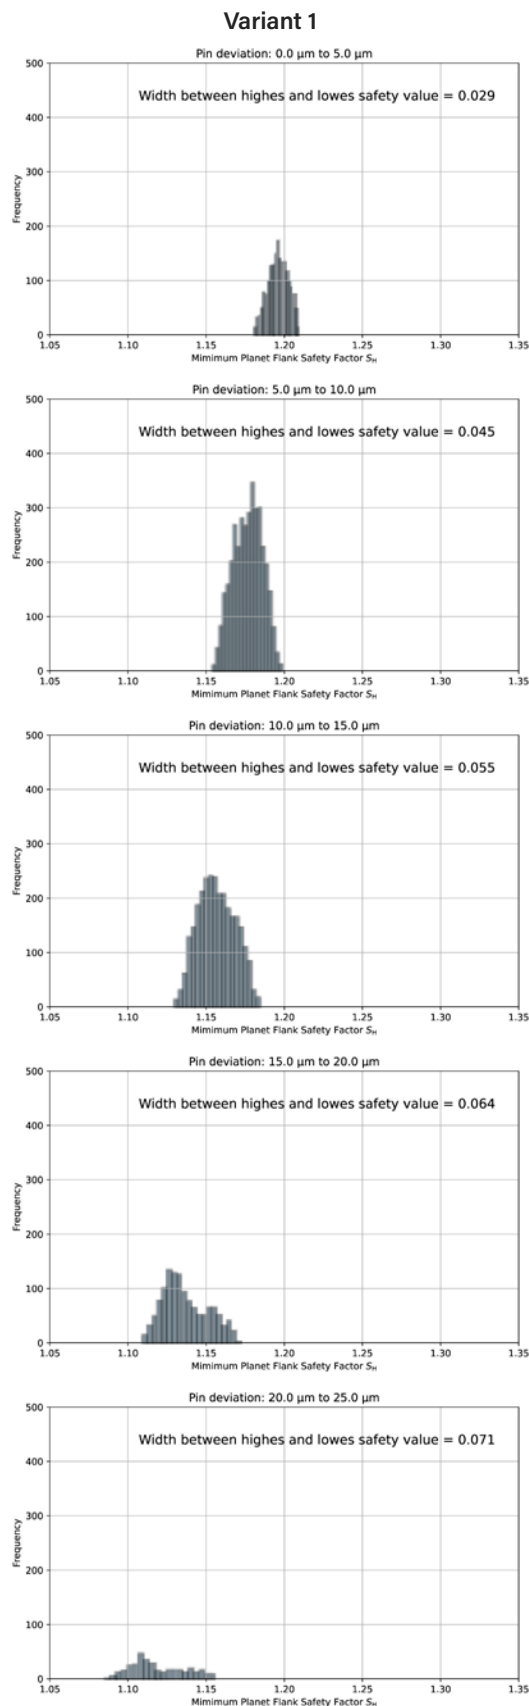 Variant 1
Pin deviation: 0.0 µm to 5.0 µm
500
Width between highes and lowes safety value = 0.029
400
300
Frequency
200
100
0
1.05 1.10 1.15 1.20 1.25 1.30 1.35
Minimum Planet Flank Safety Factor SH
Pin deviation: 5.0 µm to 10.0 µm
500
Width between highes and lowes safety value = 0.045
400
300
Frequency
200
100
0
1.05 1.10 1.15 1.20 1.25 1.30 1.35
Minimum Planet Flank Safety Factor SH
Pin deviation: 10.0 µm to 15.0 µm
500
Width between highes and lowes safety value = 0.055
400
300
Frequency
200
100
0
1.05 1.10 1.15 1.20 1.25 1.30 1.35
Minimum Planet Flank Safety Factor SH
Pin deviation: 15.0 µm to 20.0 µm
500
Width between highes and lowes safety value = 0.064
400
300
Frequency
200
100
0
1.05 1.10 1.15 1.20 1.25 1.30 1.35
Minimum Planet Flank Safety Factor SH
Pin deviation: 20.0 µm to 25.0 µm
500
Width between highes and lowes safety value = 0.071
400
300
Frequency
200
100
0
1.05 1.10 1.15 1.20 1.25 1.30 1.35
Minimum Planet Flank Safety Factor SH